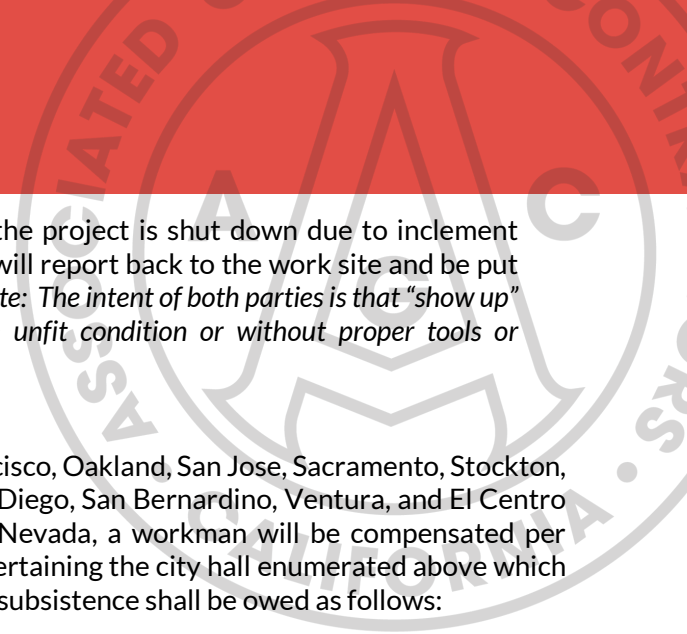 ASSOCIATED
CALIFORNIA
A G C
the project is shut down due to inclement
will report back to the work site and be put
The intent of both parties is that “show up”
unfit condition or without proper tools or
Oakland, San Jose, Sacramento, Stockton,
Diego, San Bernardino, Ventura, and El Centro
Nevada, a workman will be compensated per
the city hall enumerated above which
subsistence shall be owed as follows: